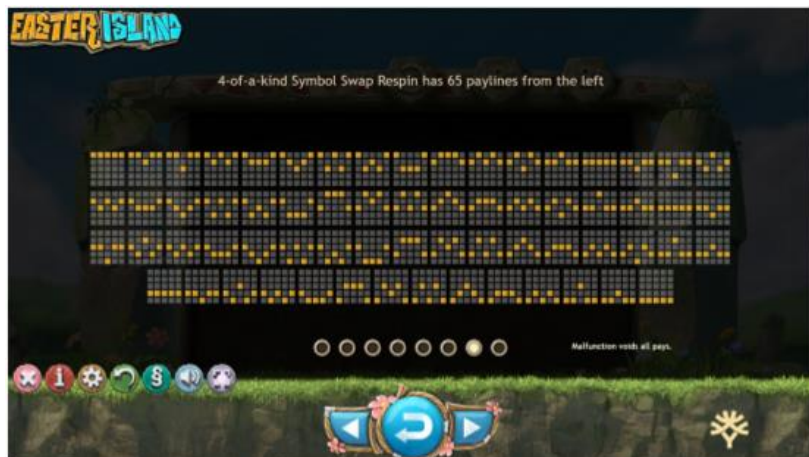 EASTER ISLAND
4-of-a-kind Symbol Swap Respin has 65 paylines from the left
Malfunction voids all pays.